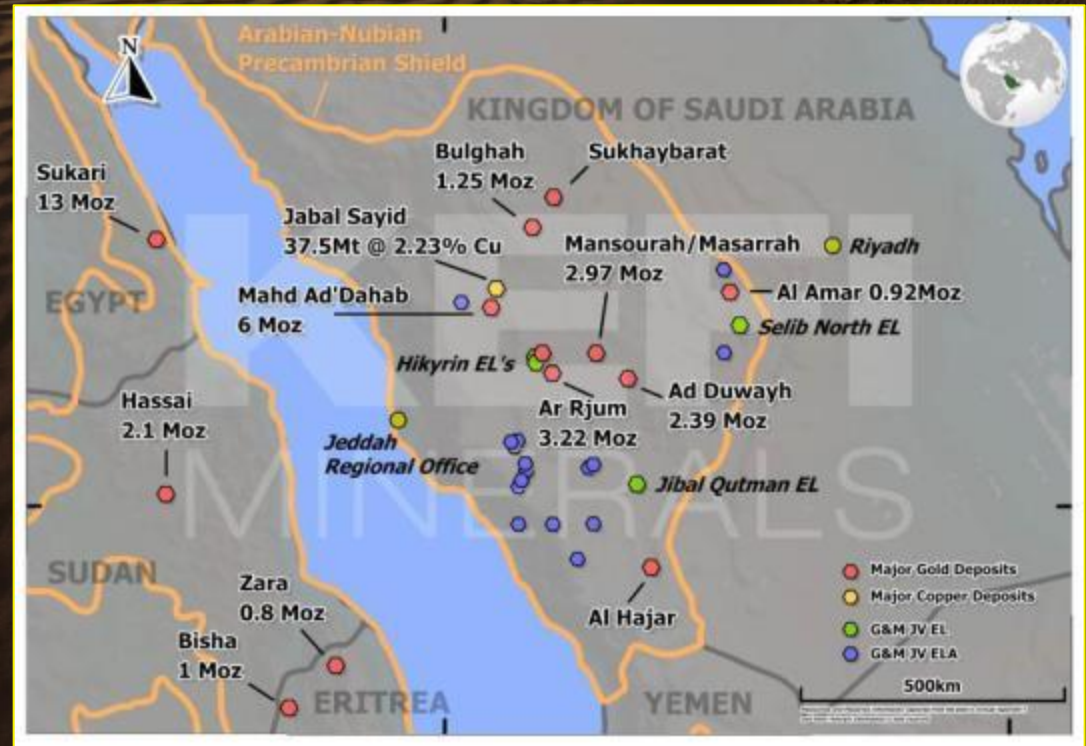 N
Arabian-Nubian
Precambrian Shield
KINGDOM OF SAUDI ARABIA
Bulghah
1.25 Moz
Sukhaybarat
Sukari
13 Moz
Jabal Sayid
37.5Mt @ 2.23% Cu
Mansourah/Masarrah
2.97 Moz
Riyadh
EGYPT
Mahd Ad'Dahab
6 Moz
Al Amar 0.92Moz
Selib North EL
Hikyrin EL's
Hassai
2.1 Moz
Ar Rjum
3.22 Moz
Ad Duwayh
2.39 Moz
Jeddah
Regional Office
Jibal Qutman EL
KEFI
MINERALS
SUDAN
Zara
0.8 Moz
Al Hajar
Major Gold Deposits
Major Copper Deposits
G&M JV EL
G&M JV ELA
Bisha
1 Moz
ERITREA
YEMEN
500km